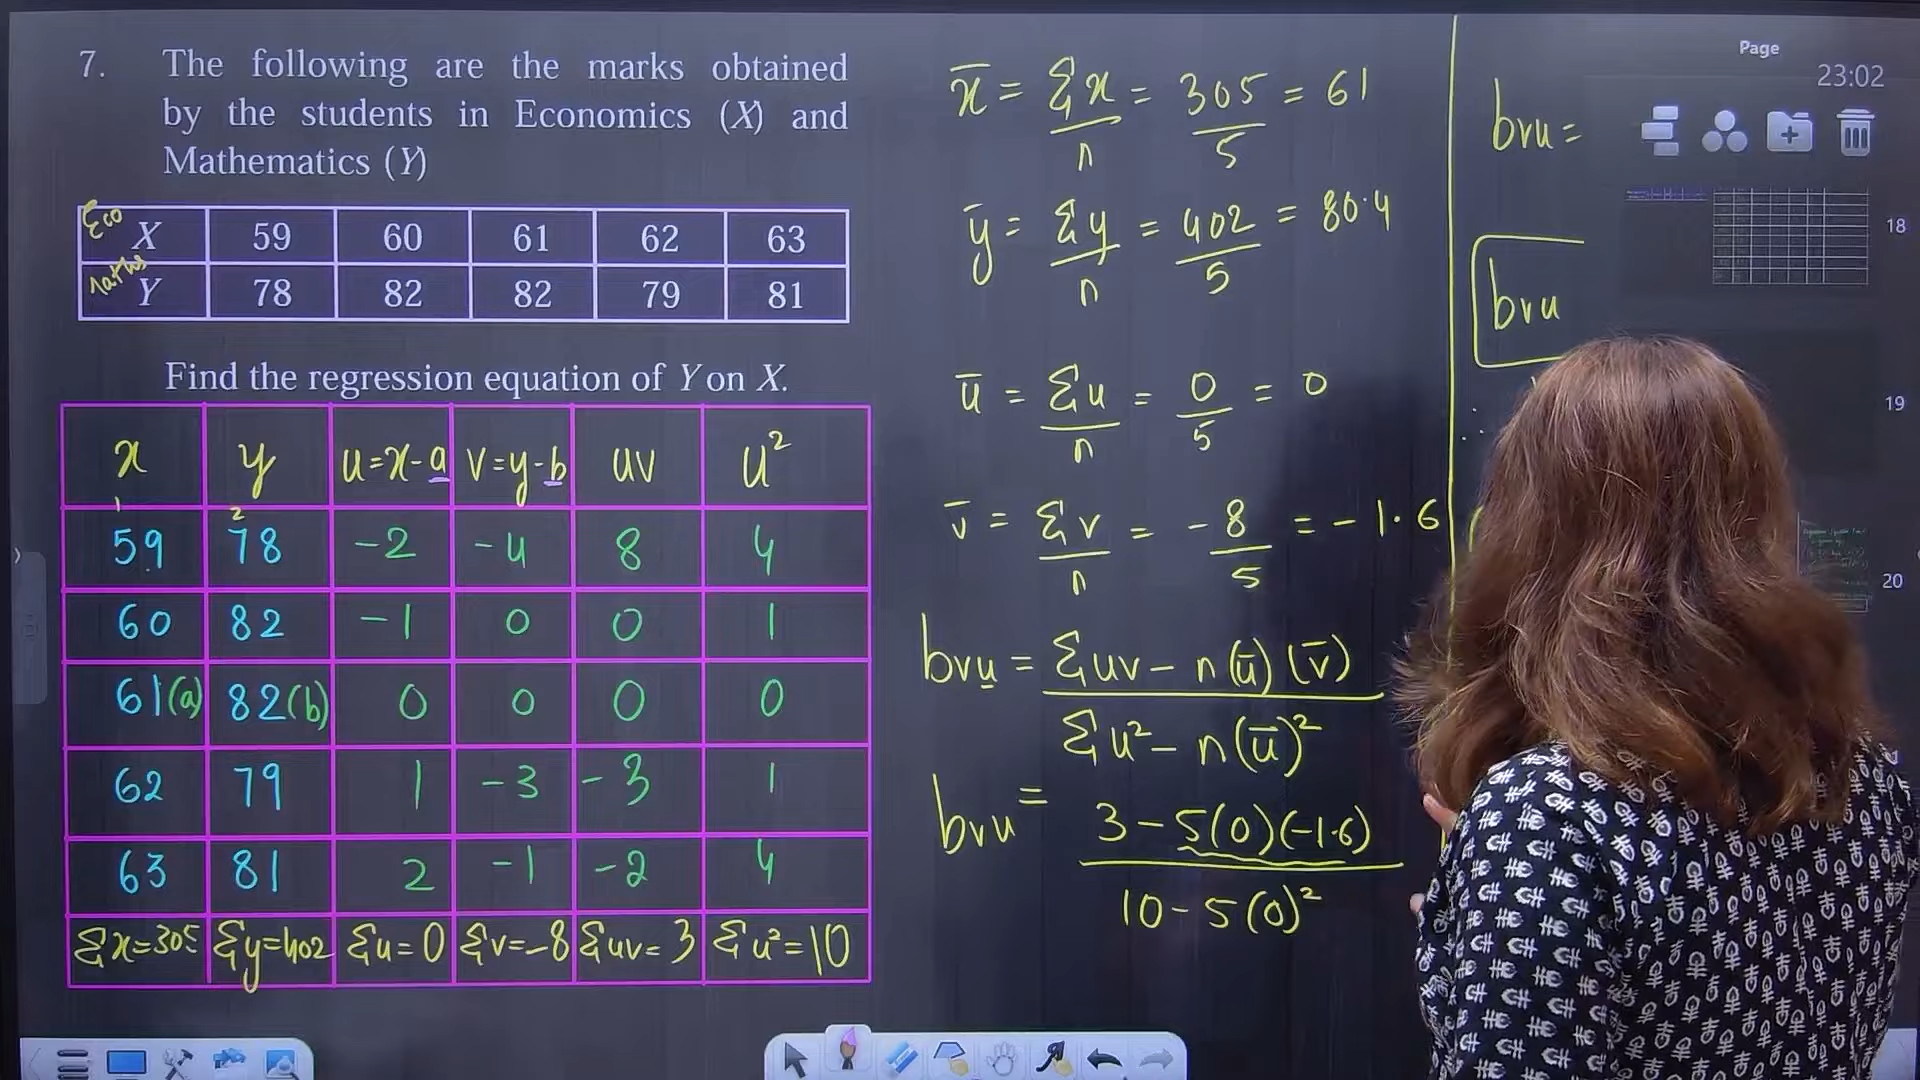 7. The following are the marks obtained
by the students in Economics (X) and
Mathematics (Y)
Eco X 59 60 61 62 63
Maths Y 78 82 82 79 81
Find the regression equation of Y on X.
x y u=x-a v=y-b uv u²
1 2
59 78 -2 -4 8 4
60 82 -1 0 0 1
61(a) 82(b) 0 0 0 0
62 79 1 -3 -3 1
63 81 2 -1 -2 4
Σx=305 Σy=402 Σu=0 Σv=-8 Σuv=3 Σu²=10
x̄ = Σx/n = 305/5 = 61
ȳ = Σy/n = 402/5 = 80.4
ū = Σu/n = 0/5 = 0
v̄ = Σv/n = -8/5 = -1.6
bvu = Σuv - n(ū)(v̄) / Σu² - n(ū)²
bvu = 3 - 5(0)(-1.6) / 10 - 5(0)²
bvu =
bvu
∴
Page
23:02
18
19
20